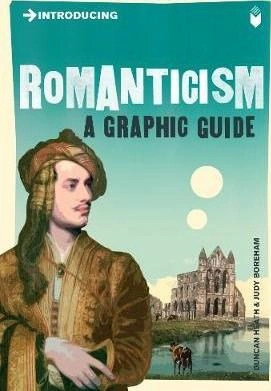 INTRODUCING
ROMANTICISM
A GRAPHIC GUIDE
DUNCAN HEATH & JUDY BOREHAM